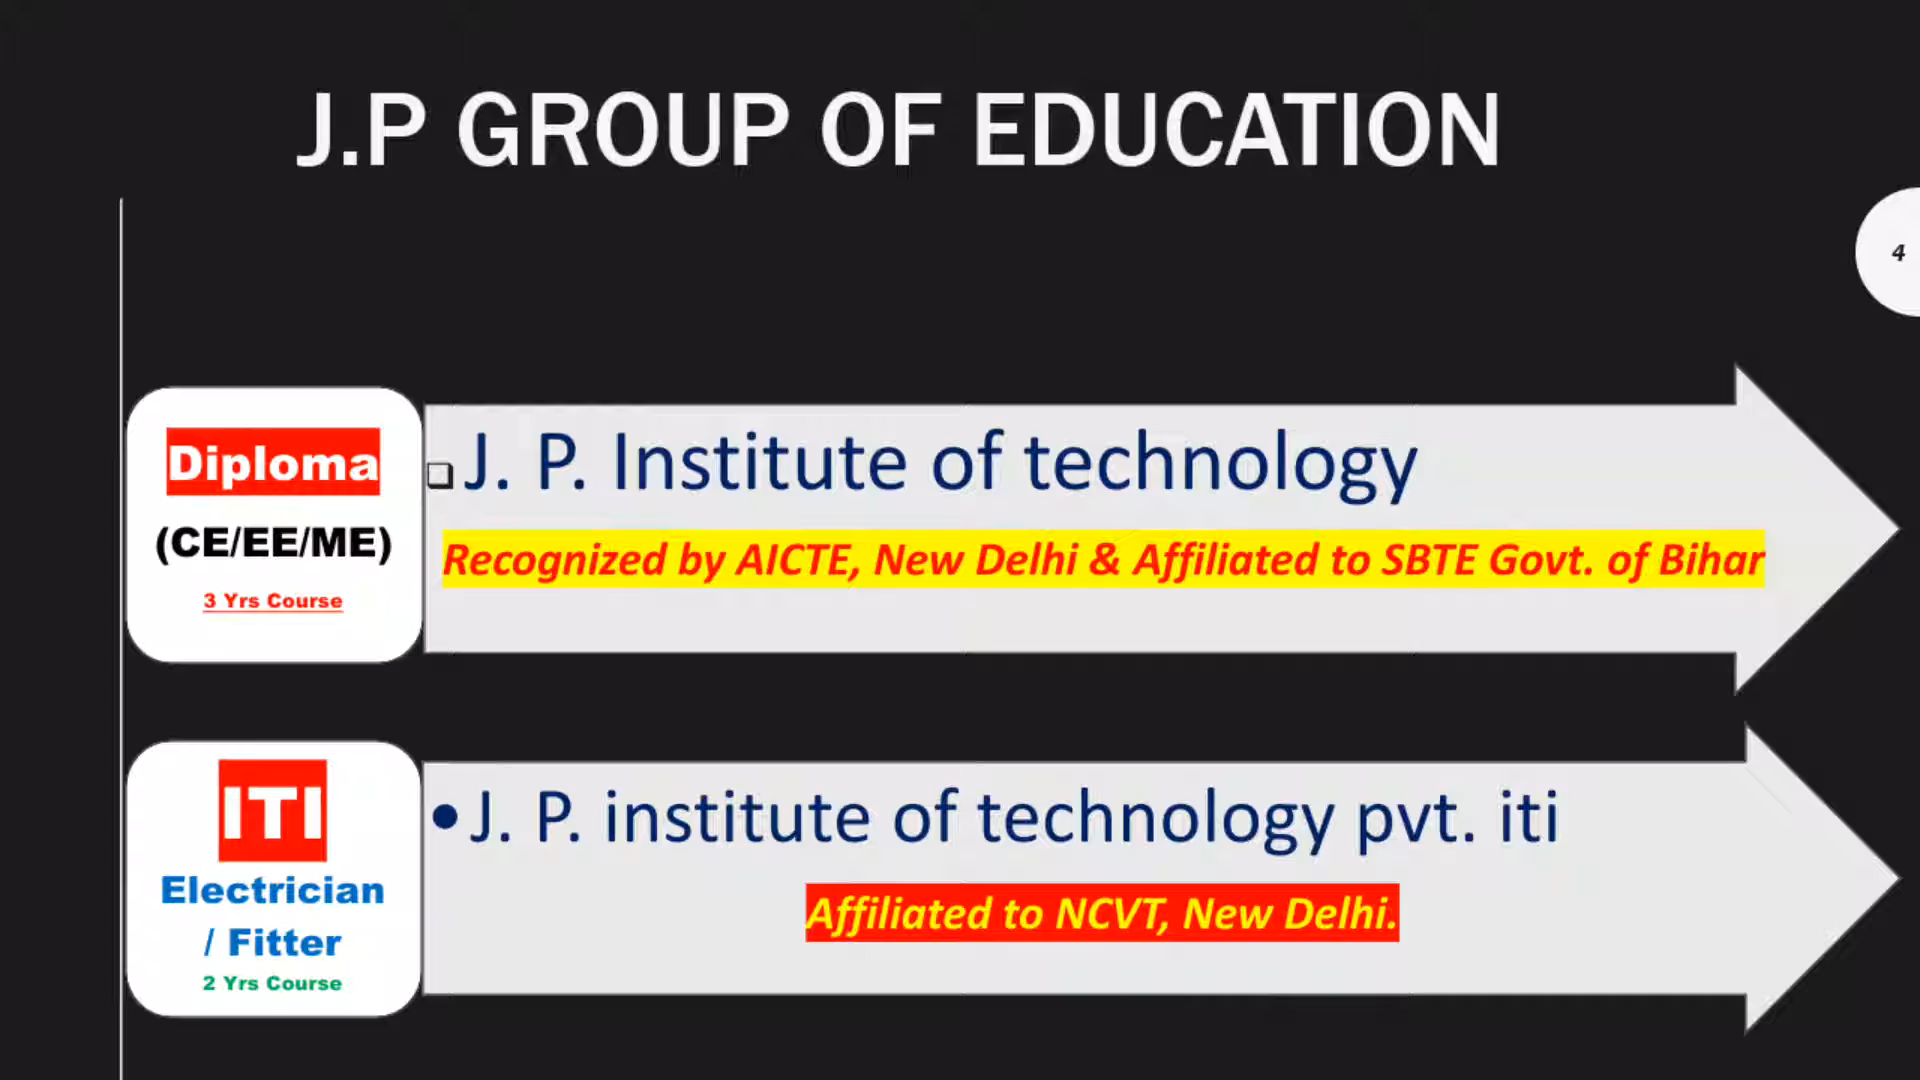 J.P GROUP OF EDUCATION
4
Diploma
(CE/EE/ME)
3 Yrs Course
J. P. Institute of technology
Recognized by AICTE, New Delhi & Affiliated to SBTE Govt. of Bihar
ITI
Electrician
/ Fitter
2 Yrs Course
J. P. institute of technology pvt. iti
Affiliated to NCVT, New Delhi.